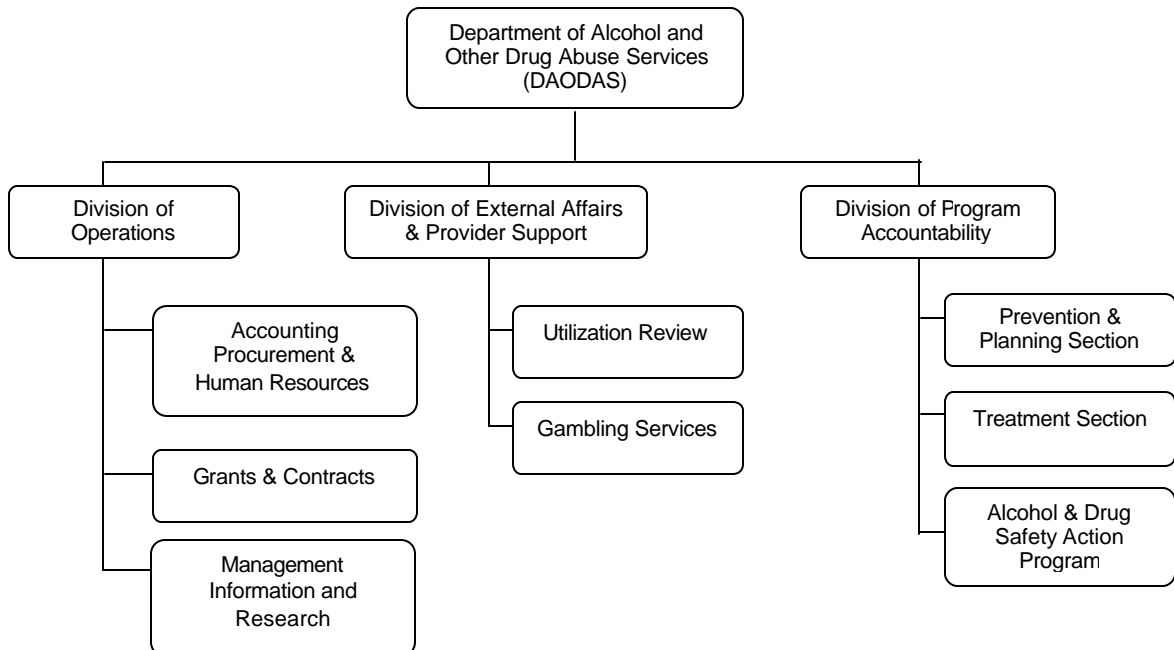 Department of Alcohol and
Other Drug Abuse Services
(DAODAS)
Division of
Operations
Division of External Affairs
& Provider Support
Division of Program
Accountability
Accounting
Procurement &
Human Resources
Grants & Contracts
Management
Information and
Research
Utilization Review
Gambling Services
Prevention &
Planning Section
Treatment Section
Alcohol & Drug
Safety Action
Program